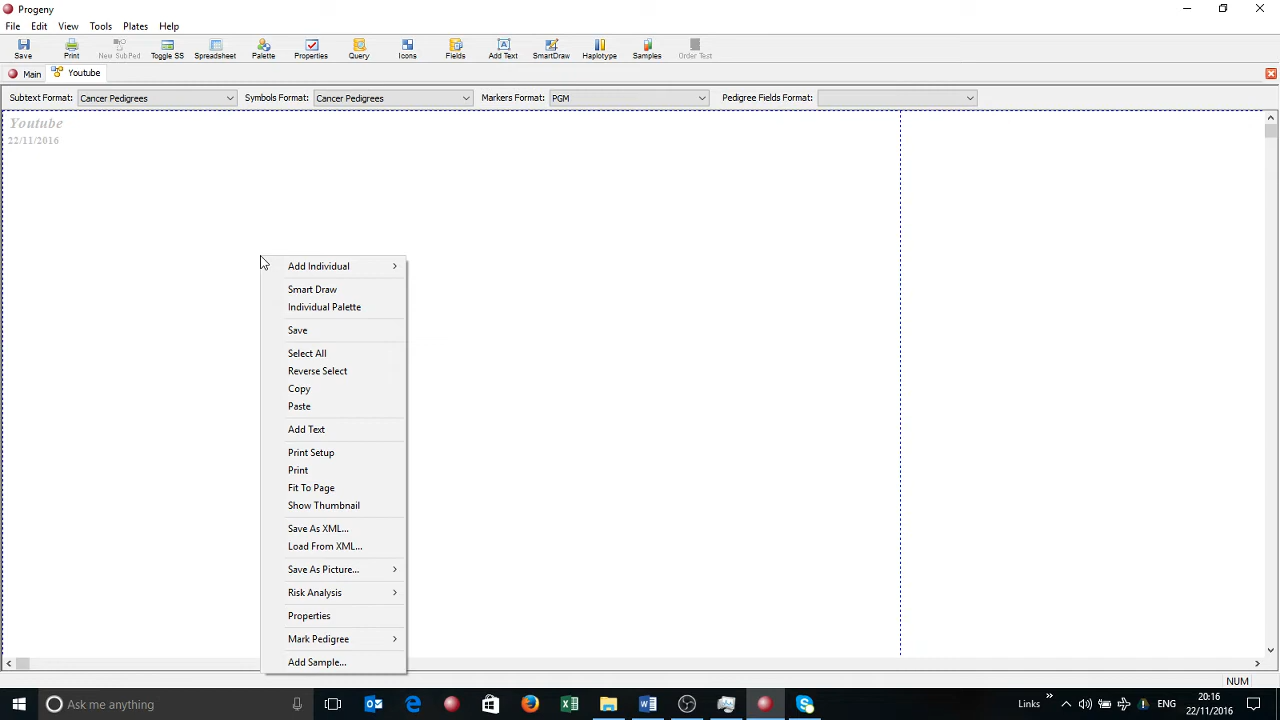 Progeny
File Edit View Tools Plates Help
Save Print New SubPed Toggle SS Spreadsheet Palette Properties Query Icons Fields Add Text SmartDraw Haplotype Samples Order Test
Main Youtube
Subtext Format: Cancer Pedigrees Symbols Format: Cancer Pedigrees Markers Format: PGM Pedigree Fields Format:
Youtube
22/11/2016
Add Individual
Smart Draw
Individual Palette
Save
Select All
Reverse Select
Copy
Paste
Add Text
Print Setup
Print
Fit To Page
Show Thumbnail
Save As XML...
Load From XML...
Save As Picture...
Risk Analysis
Properties
Mark Pedigree
Add Sample...
NUM
Ask me anything Links ENG 20:16
22/11/2016